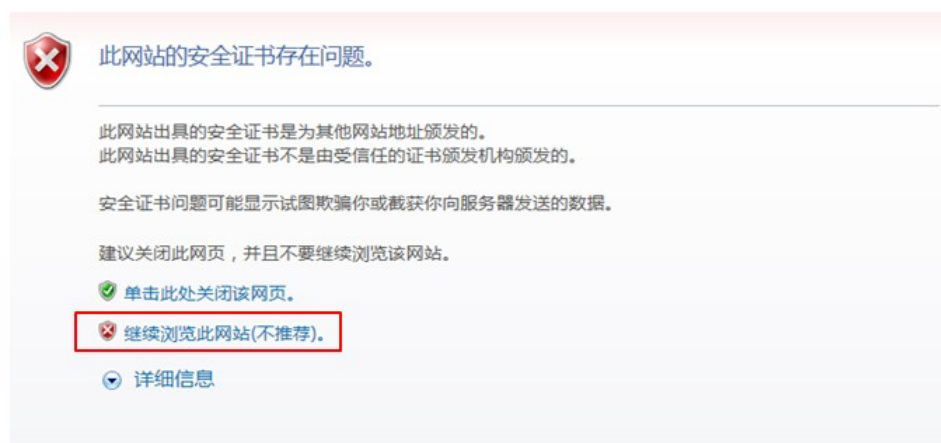 此网站的安全证书存在问题。
此网站出具的安全证书是为其他网站地址颁发的。
此网站出具的安全证书不是由受信任的证书颁发机构颁发的。
安全证书问题可能显示试图欺骗你或截获你向服务器发送的数据。
建议关闭此网页，并且不要继续浏览该网站。
单击此处关闭该网页。
继续浏览此网站(不推荐)。
详细信息